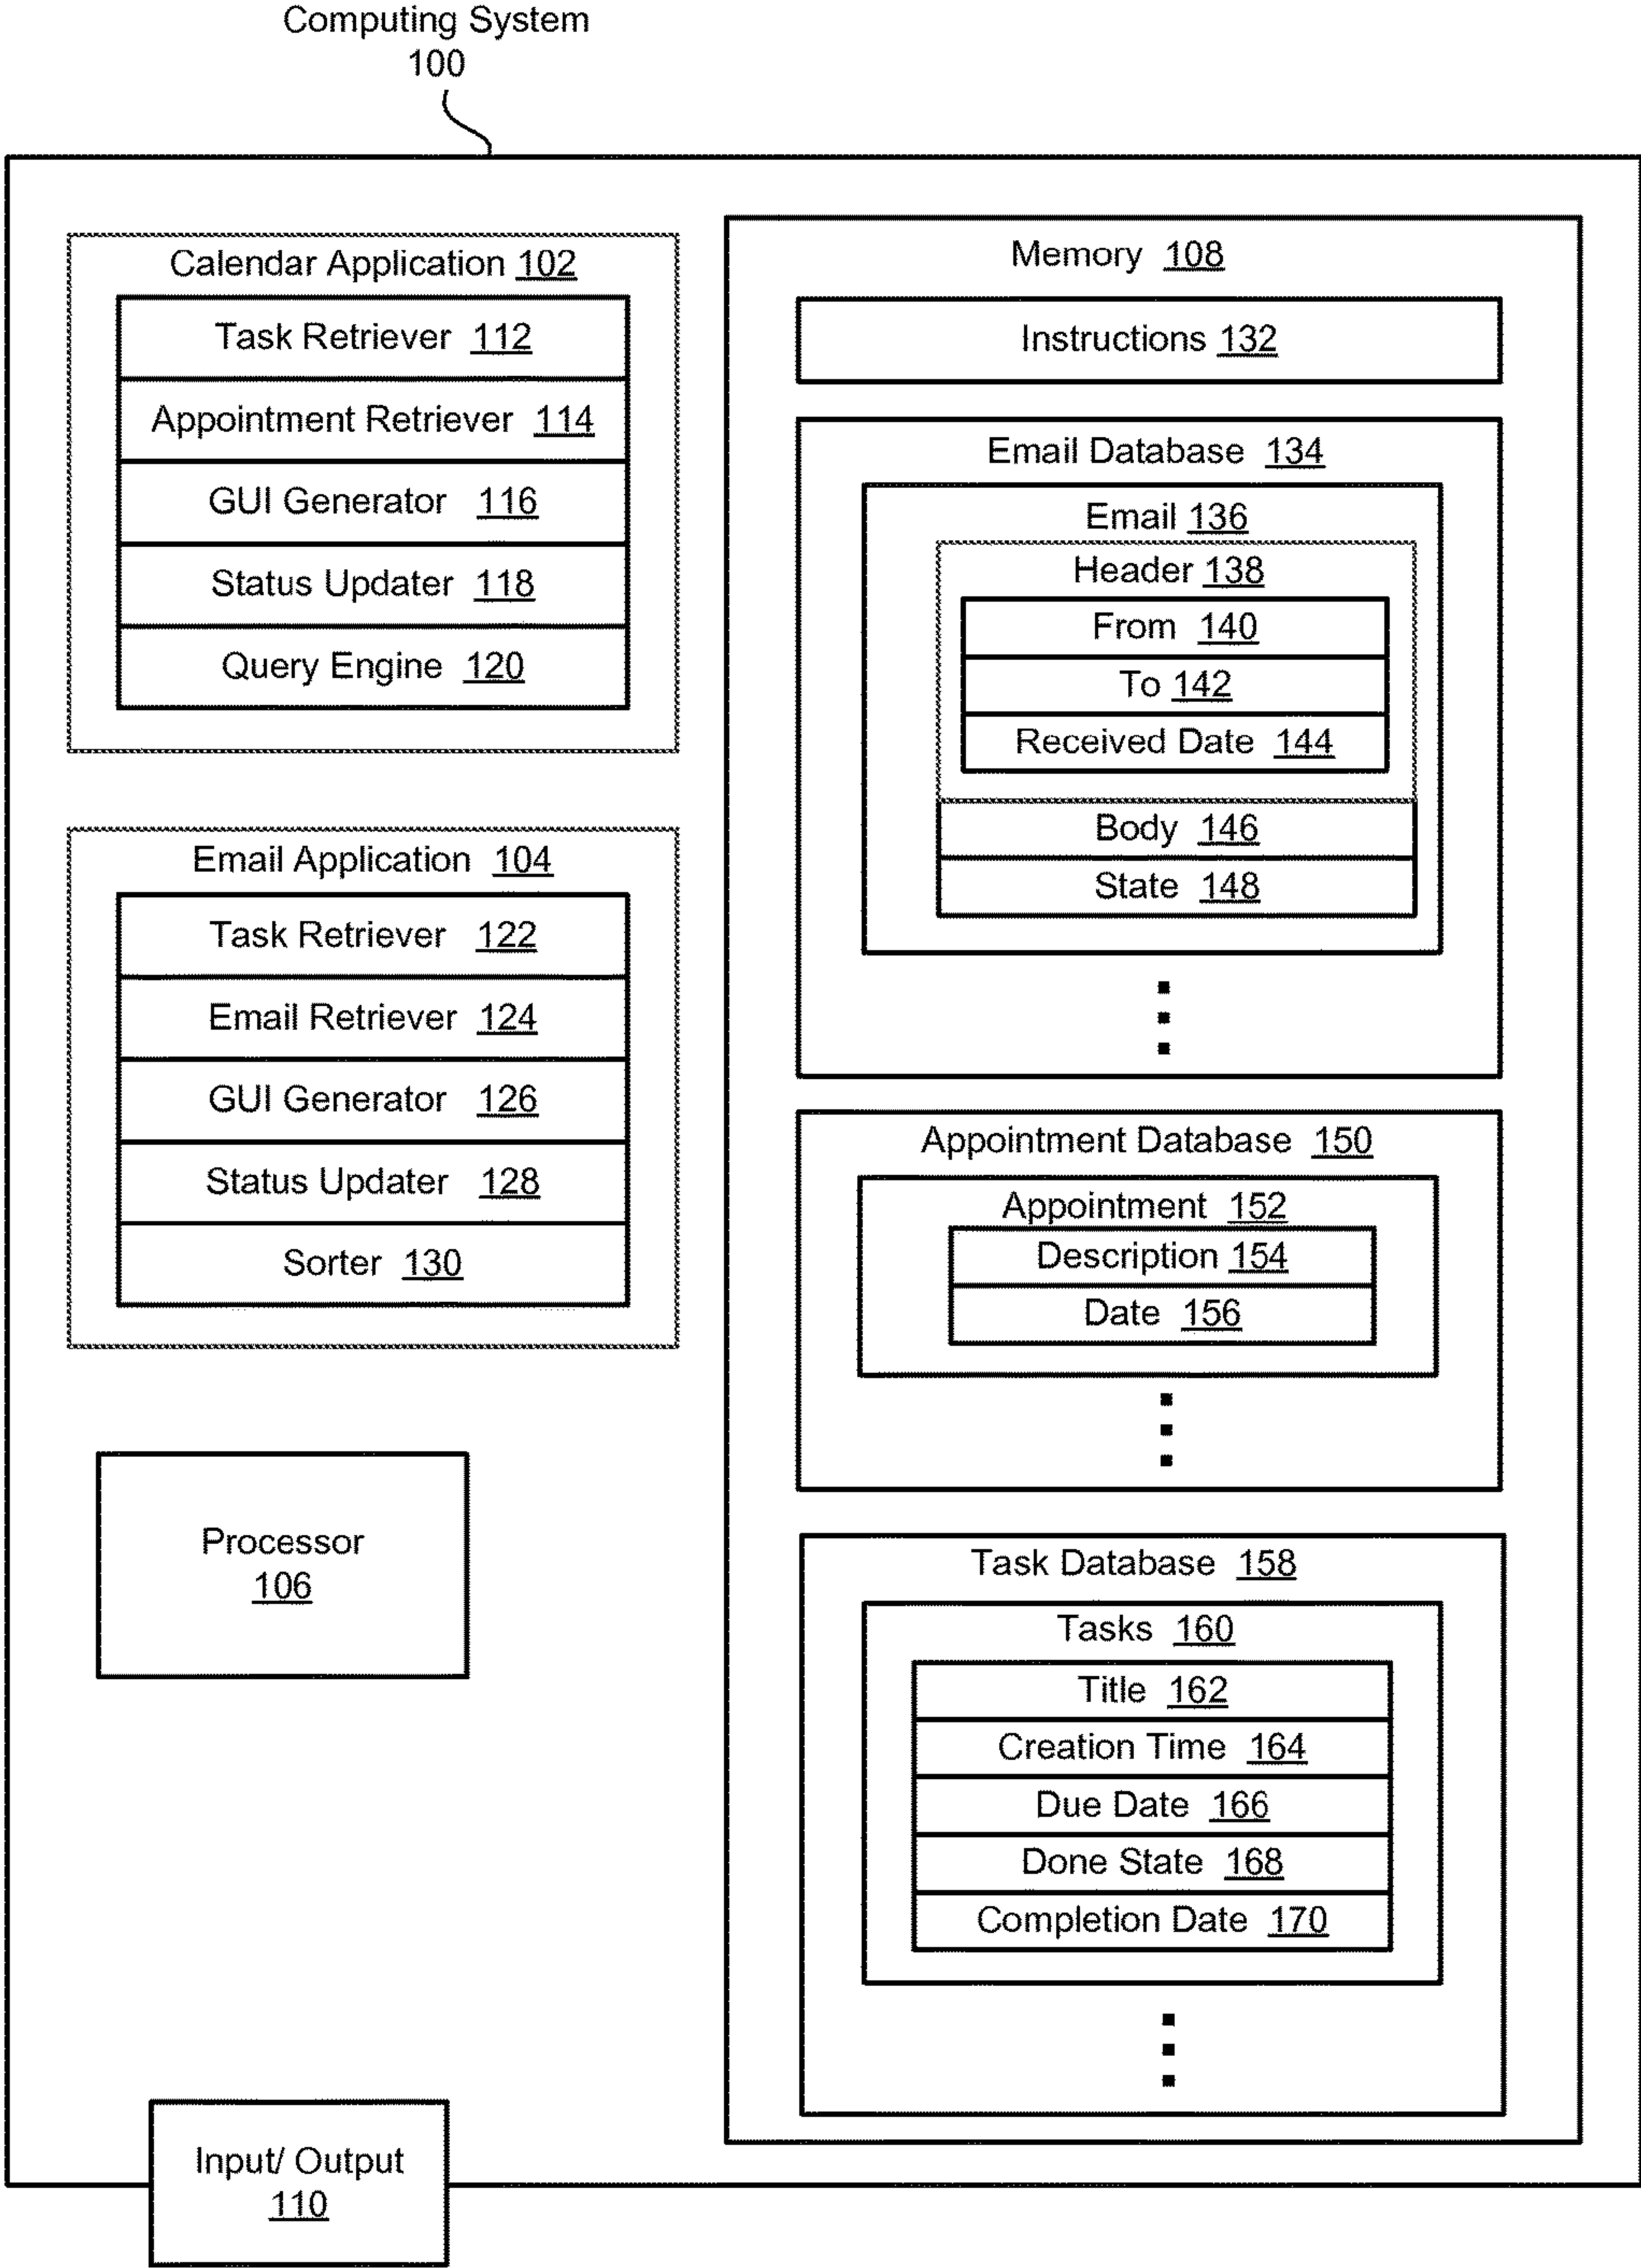 Computing System
100
Calendar Application 102
Task Retriever 112
Appointment Retriever 114
GUI Generator 116
Status Updater 118
Query Engine 120
Email Application 104
Task Retriever 122
Email Retriever 124
GUI Generator 126
Status Updater 128
Sorter 130
Processor
106
Input/ Output
110
Memory 108
Instructions 132
Email Database 134
Email 136
Header 138
From 140
To 142
Received Date 144
Body 146
State 148
Appointment Database 150
Appointment 152
Description 154
Date 156
Task Database 158
Tasks 160
Title 162
Creation Time 164
Due Date 166
Done State 168
Completion Date 170